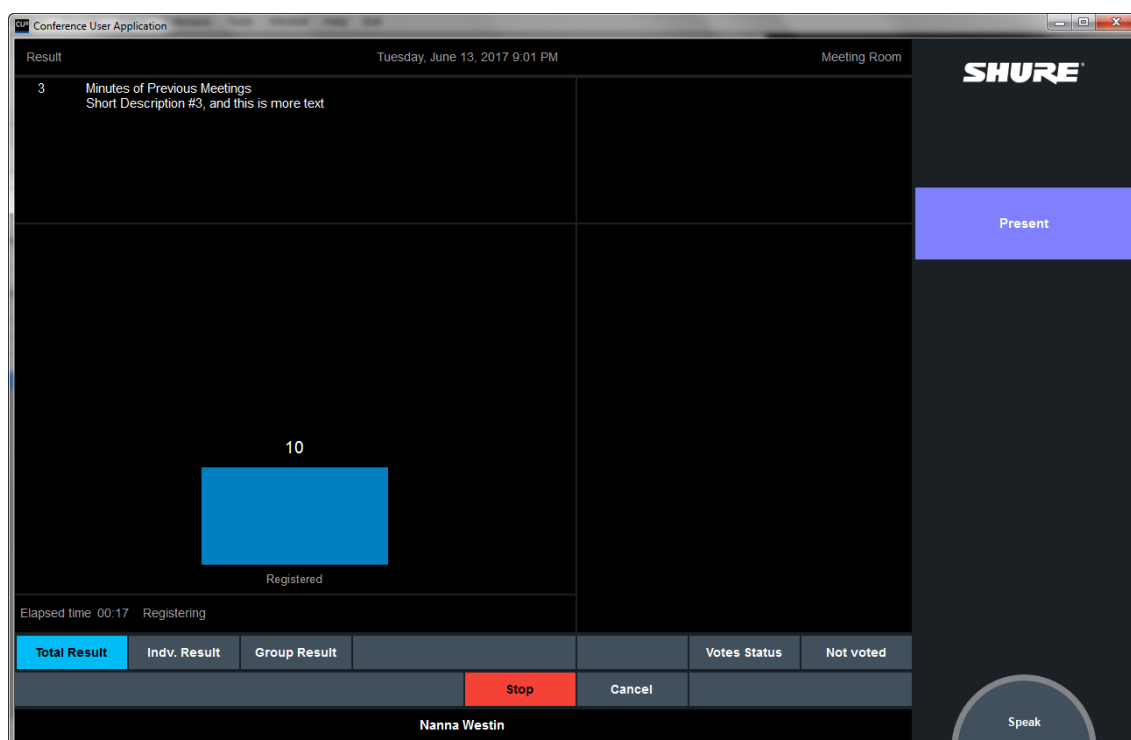 Conference User Application
Result Tuesday, June 13, 2017 9:01 PM Meeting Room
SHURE
3 Minutes of Previous Meetings
Short Description #3, and this is more text
Present
10
Registered
Elapsed time 00:17 Registering
Total Result Indv. Result Group Result Votes Status Not voted
Stop Cancel
Nanna Westin
Speak